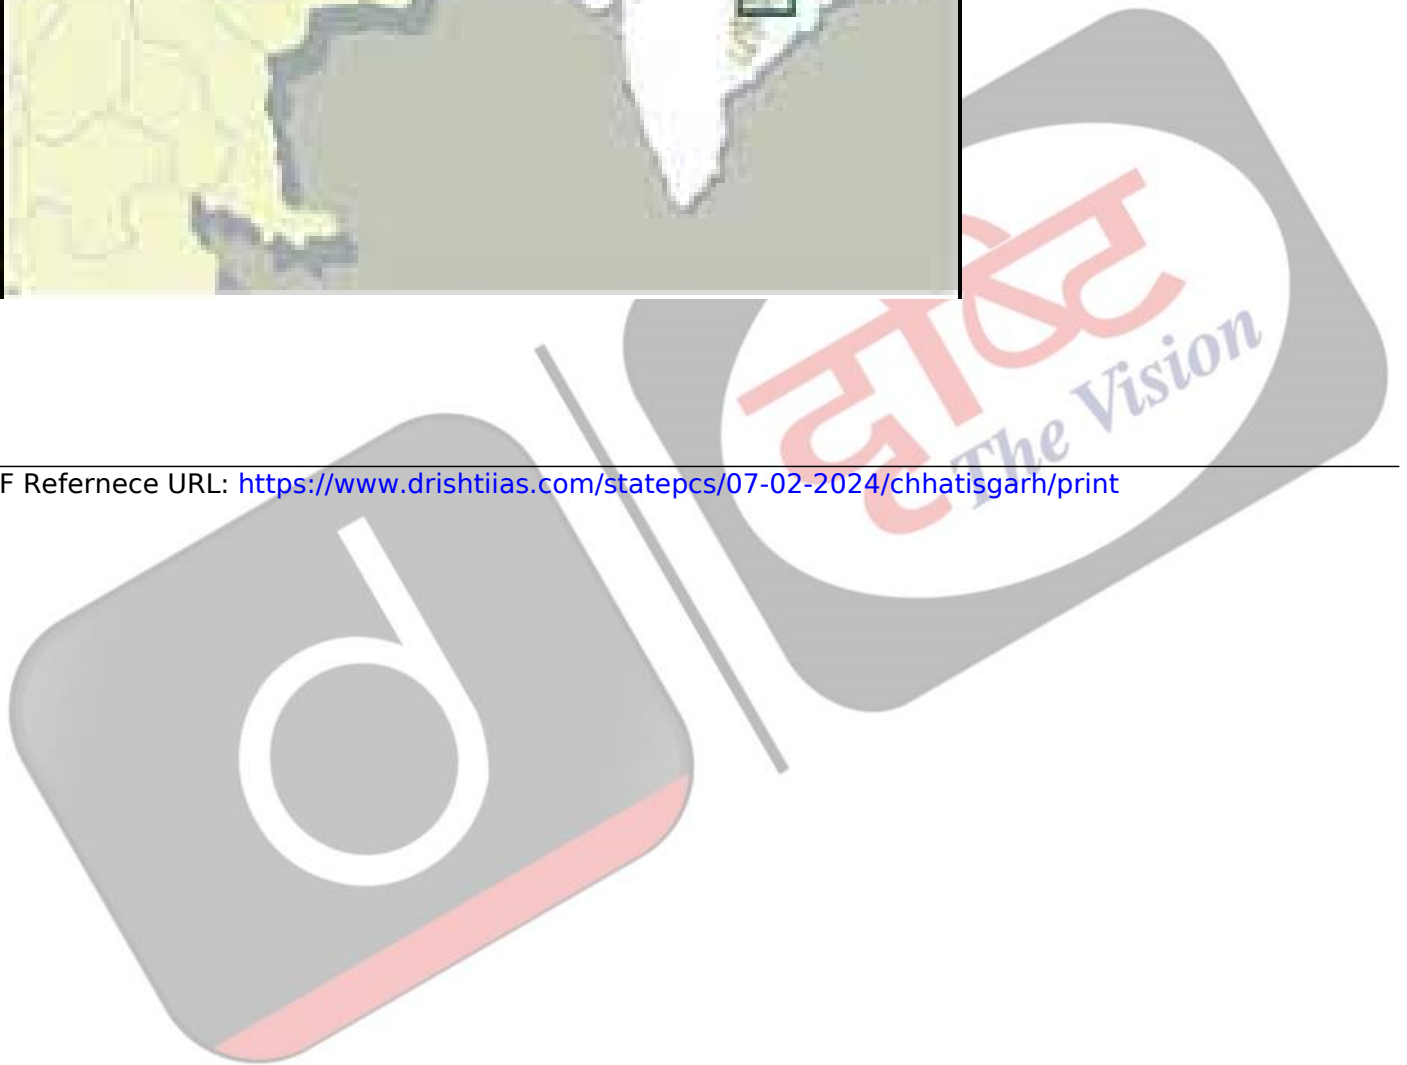 दृष्टि
The Vision
F Refernece URL: https://www.drishtiias.com/statepcs/07-02-2024/chhatisgarh/print